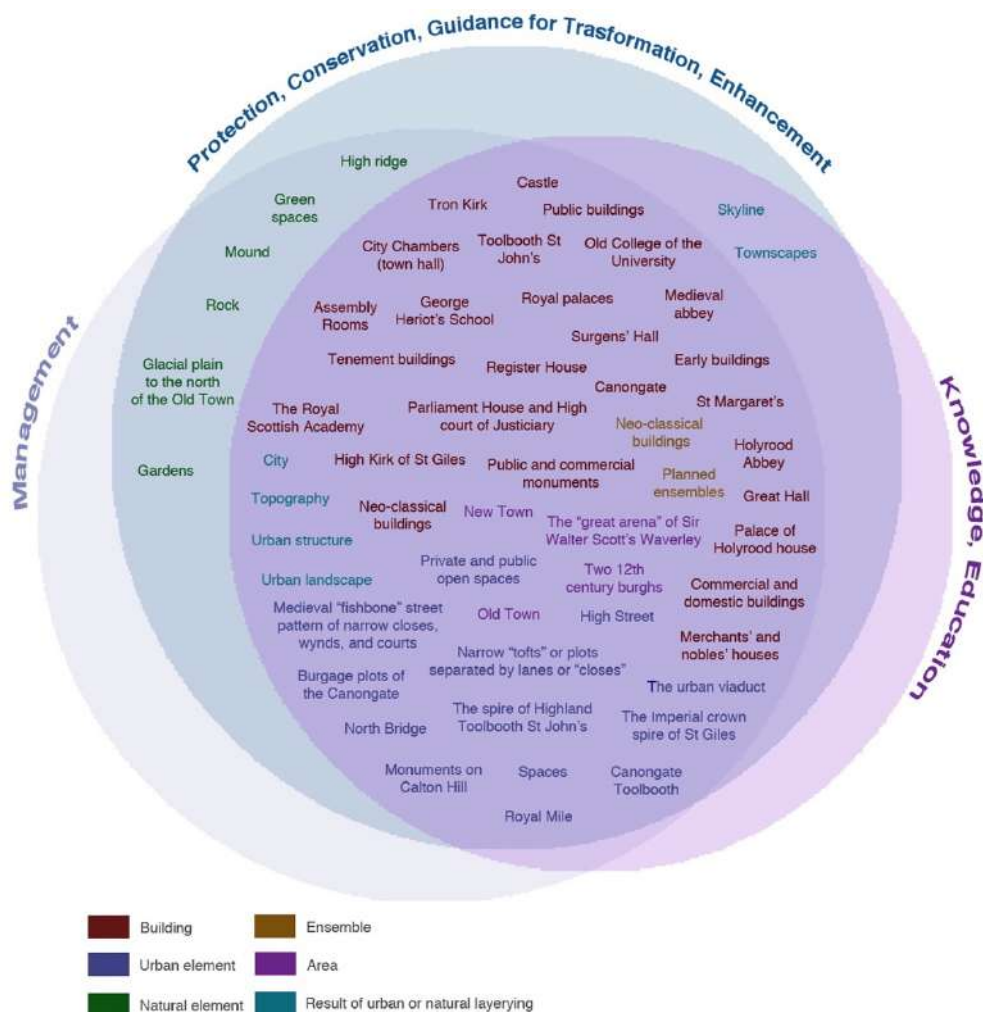 Protection, Conservation, Guidance for Trasformation, Enhancement
Management
Knowledge, Education
High ridge
Green
spaces
Mound
Rock
Glacial plain
to the north
of the Old Town
Gardens
Castle
Tron Kirk
Public buildings
Skyline
Townscapes
City Chambers
(town hall)
Toolbooth St
John's
Old College of the
University
Assembly
Rooms
George
Heriot's School
Royal palaces
Medieval
abbey
Surgens' Hall
Tenement buildings
Register House
Early buildings
Canongate
St Margaret's
The Royal
Scottish Academy
Parliament House and High
court of Justiciary
Neo-classical
buildings
Holyrood
Abbey
City
High Kirk of St Giles
Public and commercial
monuments
Planned
ensembles
Great Hall
Topography
Neo-classical
buildings
New Town
The "great arena" of Sir
Walter Scott's Waverley
Palace of
Holyrood house
Urban structure
Private and public
open spaces
Two 12th
century burghs
Urban landscape
Commercial and
domestic buildings
Medieval "fishbone" street
pattern of narrow closes,
wynds, and courts
Old Town
High Street
Merchants' and
nobles' houses
Narrow "tofts" or plots
separated by lanes or "closes"
Burgage plots of
the Canongate
The urban viaduct
North Bridge
The spire of Highland
Toolbooth St John's
The Imperial crown
spire of St Giles
Monuments on
Calton Hill
Spaces
Canongate
Toolbooth
Royal Mile
Building
Ensemble
Urban element
Area
Natural element
Result of urban or natural layerying